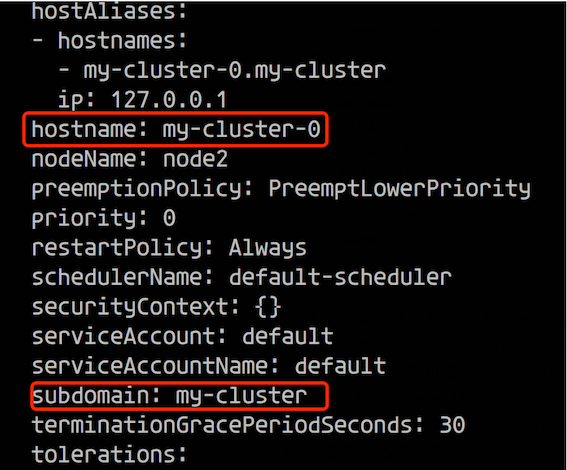 hostAliases:
- hostnames:
  - my-cluster-0.my-cluster
  ip: 127.0.0.1
hostname: my-cluster-0
nodeName: node2
preemptionPolicy: PreemptLowerPriority
priority: 0
restartPolicy: Always
schedulerName: default-scheduler
securityContext: {}
serviceAccount: default
serviceAccountName: default
subdomain: my-cluster
terminationGracePeriodSeconds: 30
tolerations: